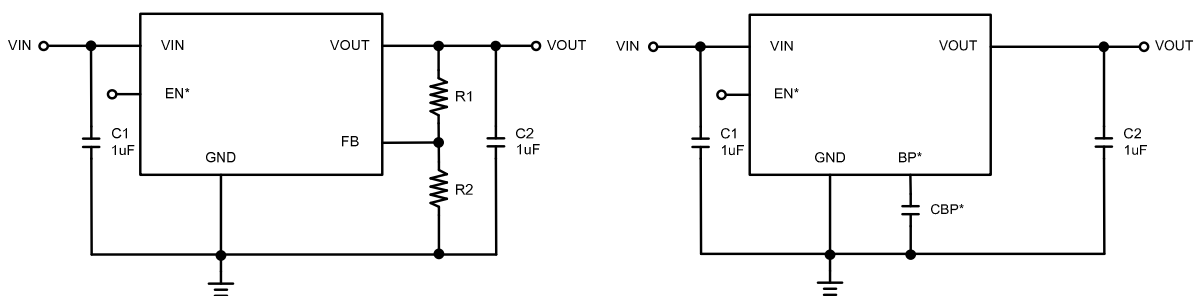 VIN
VIN
VOUT
VOUT
EN*
R1
C1
1uF
FB
C2
1uF
GND
R2
VIN
VIN
VOUT
VOUT
EN*
C1
1uF
C2
1uF
GND
BP*
CBP*